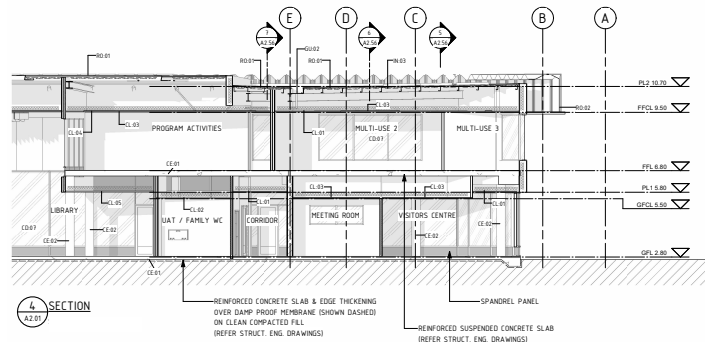 7
A2.56
E
D
6
A2.56
C
5
A2.56
B
A
RO:01
RO:01
GU:02
RO:01
IN:03
PL2 10.70
FFCL 9.50
RO:02
CL:04
CL:03
PROGRAM ACTIVITIES
CL:01
CL:03
MULTI-USE 2
CD:07
MULTI-USE 3
CE:01
FFL 6.80
PL1 5.80
GFCL 5.50
CL:03
CL:03
LIBRARY
CL:05
CL:02
CL:01
CL:01
UAT / FAMILY WC
CORRIDOR
MEETING ROOM
VISITORS CENTRE
CD:07
CE:02
CE:02
CE:02
CE:02
GFL 2.80
CE:01
4
A2.01
SECTION
REINFORCED CONCRETE SLAB & EDGE THICKENING
OVER DAMP PROOF MEMBRANE (SHOWN DASHED)
ON CLEAN COMPACTED FILL
(REFER STRUCT. ENG. DRAWINGS)
SPANDREL PANEL
REINFORCED SUSPENDED CONCRETE SLAB
(REFER STRUCT. ENG. DRAWINGS)